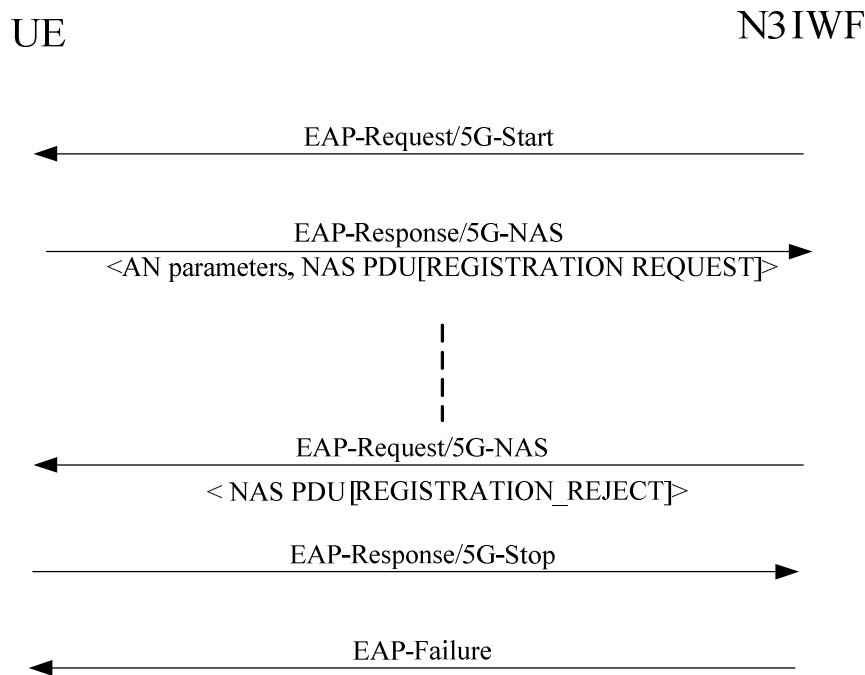 UE
N3IWF
EAP-Request/5G-Start
EAP-Response/5G-NAS
<AN parameters, NAS PDU[REGISTRATION REQUEST]>
EAP-Request/5G-NAS
< NAS PDU[REGISTRATION_REJECT]>
EAP-Response/5G-Stop
EAP-Failure